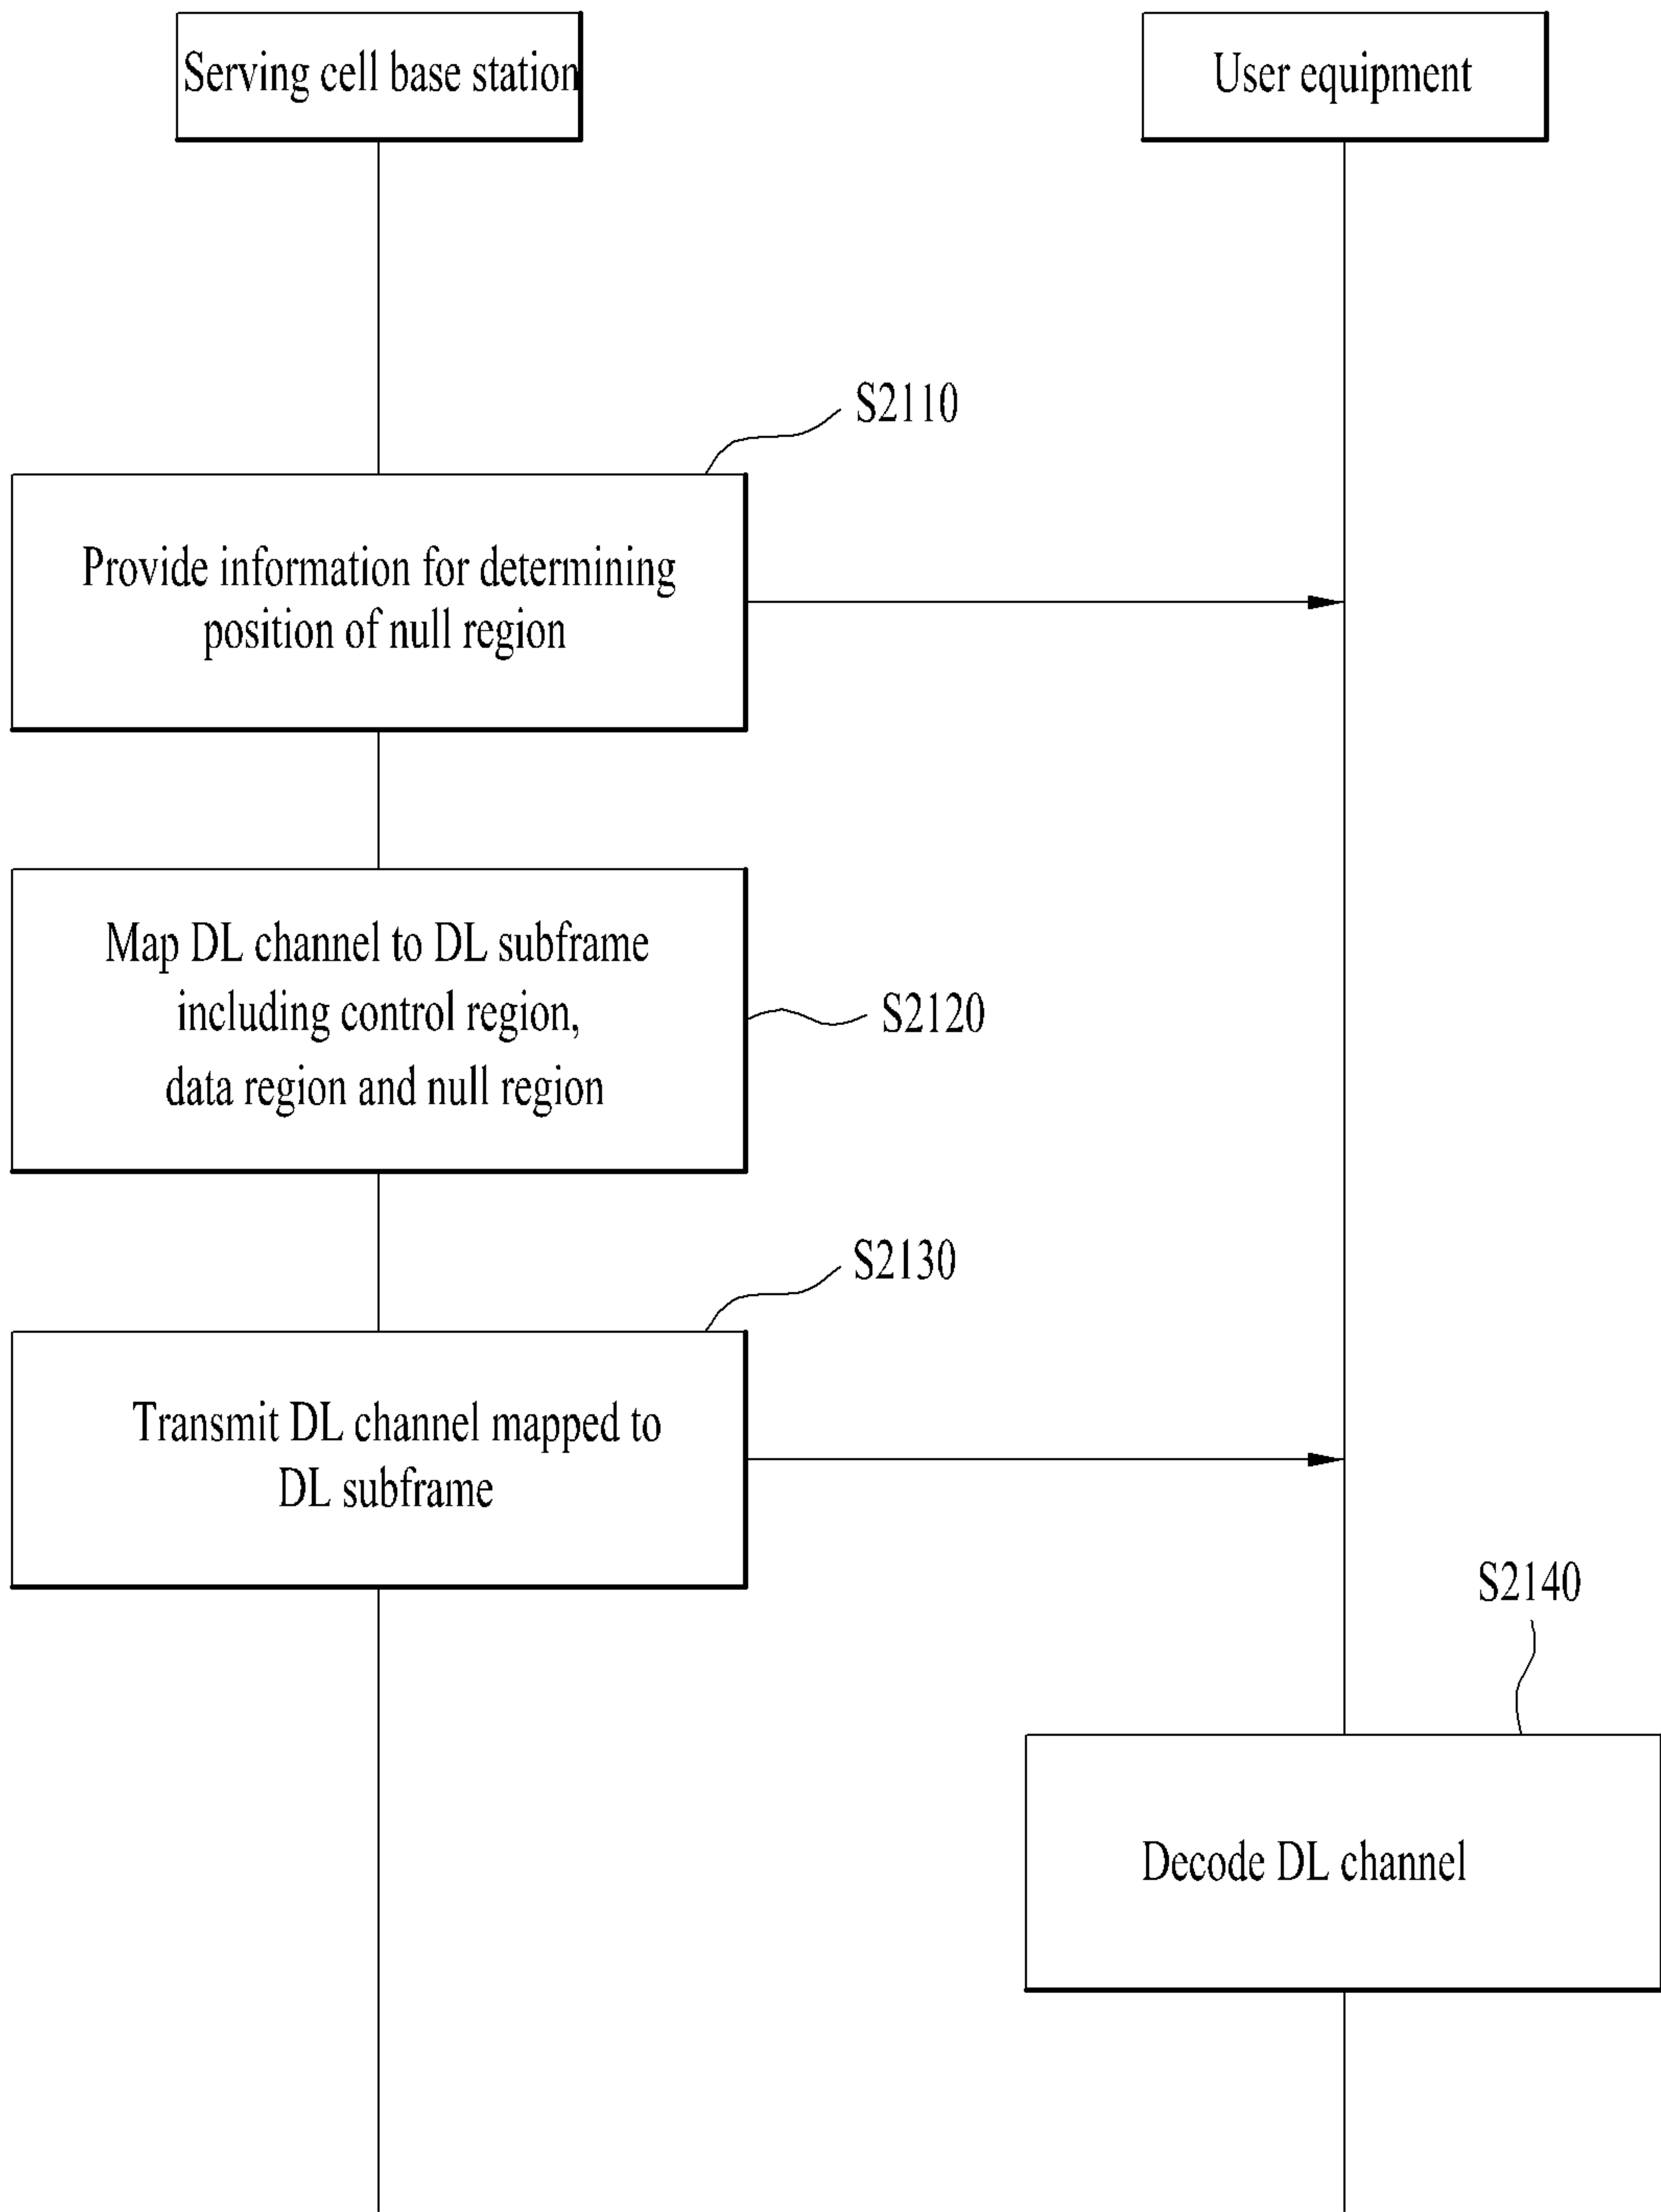 Serving cell base station
User equipment
S2110
Provide information for determining
position of null region
Map DL channel to DL subframe
including control region,
data region and null region
S2120
S2130
Transmit DL channel mapped to
DL subframe
S2140
Decode DL channel